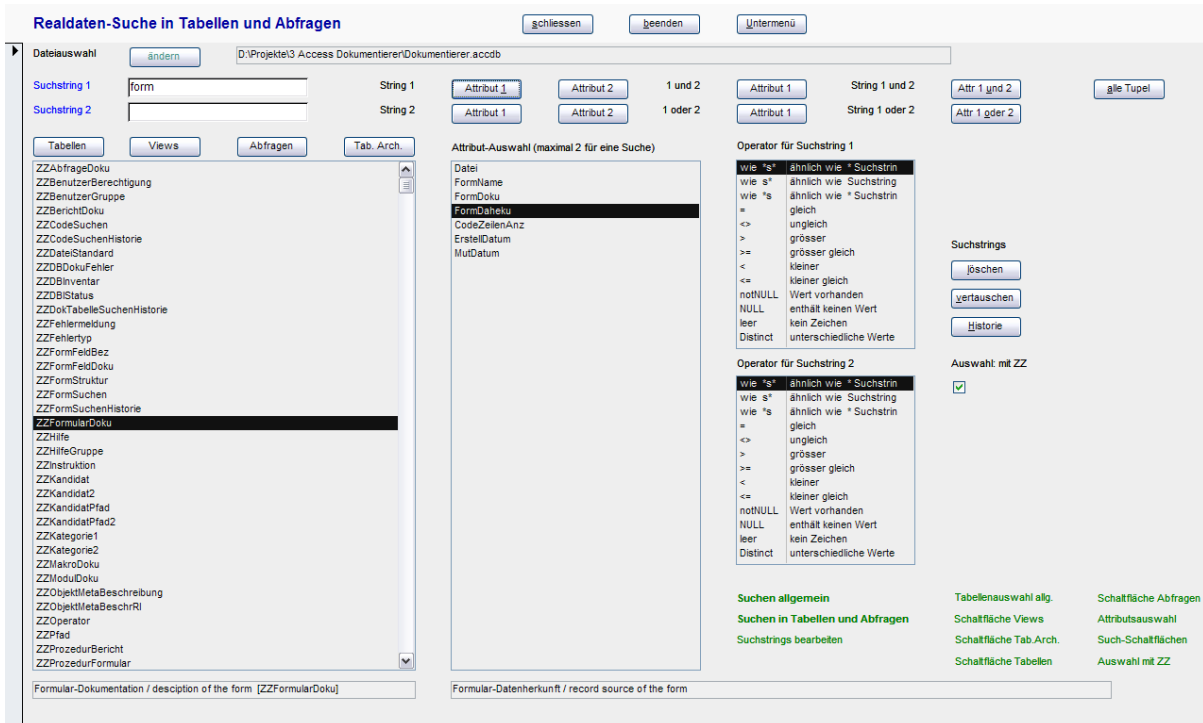 Realdaten-Suche in Tabellen und Abfragen
schliessen
beenden
Untermenü
Dateiauswahl
ändern
D:\Projekte\3 Access Dokumentierer\Dokumentierer.accdb
Suchstring 1
form
String 1
Attribut 1
Attribut 2
1 und 2
Attribut 1
String 1 und 2
Attr 1 und 2
alle Tupel
Suchstring 2
String 2
Attribut 1
Attribut 2
1 oder 2
Attribut 1
String 1 oder 2
Attr 1 oder 2
Tabellen
Views
Abfragen
Tab. Arch.
ZZAbfrageDoku
ZZBenutzerBerechtigung
ZZBenutzerGruppe
ZZBerichtDoku
ZZCodeSuchen
ZZCodeSuchenHistorie
ZZDateiStandard
ZZDBDokuFehler
ZZDBInventar
ZZDBIStatus
ZZDokTabelleSuchenHistorie
ZZFehlermeldung
ZZFehlertyp
ZZFormFeldBez
ZZFormFeldDoku
ZZFormStruktur
ZZFormSuchen
ZZFormSuchenHistorie
ZZFormularDoku
ZZHilfe
ZZHilfeGruppe
ZZInstruktion
ZZKandidat
ZZKandidat2
ZZKandidatPfad
ZZKandidatPfad2
ZZKategorie1
ZZKategorie2
ZZMakroDoku
ZZModulDoku
ZZObjektMetaBeschreibung
ZZObjektMetaBeschrRI
ZZOperator
ZZPfad
ZZProzedurBericht
ZZProzedurFormular
Formular-Dokumentation / desciption of the form [ZZFormularDoku]
Attribut-Auswahl (maximal 2 für eine Suche)
Datei
FormName
FormDoku
FormDaheku
CodeZeilenAnz
ErstellDatum
MutDatum
Formular-Datenherkunft / record source of the form
Operator für Suchstring 1
wie *s* ähnlich wie * Suchstrin
wie s* ähnlich wie Suchstring
wie *s ähnlich wie * Suchstrin
= gleich
<> ungleich
> grösser
>= grösser gleich
< kleiner
<= kleiner gleich
notNULL Wert vorhanden
NULL enthält keinen Wert
leer kein Zeichen
Distinct unterschiedliche Werte
Operator für Suchstring 2
wie *s* ähnlich wie * Suchstrin
wie s* ähnlich wie Suchstring
wie *s ähnlich wie * Suchstrin
= gleich
<> ungleich
> grösser
>= grösser gleich
< kleiner
<= kleiner gleich
notNULL Wert vorhanden
NULL enthält keinen Wert
leer kein Zeichen
Distinct unterschiedliche Werte
Suchstrings
löschen
vertauschen
Historie
Auswahl: mit ZZ
Suchen allgemein
Tabellenauswahl allg.
Schaltfläche Abfragen
Suchen in Tabellen und Abfragen
Schaltfläche Views
Attributsauswahl
Suchstrings bearbeiten
Schaltfläche Tab.Arch.
Such-Schaltflächen
Schaltfläche Tabellen
Auswahl mit ZZ